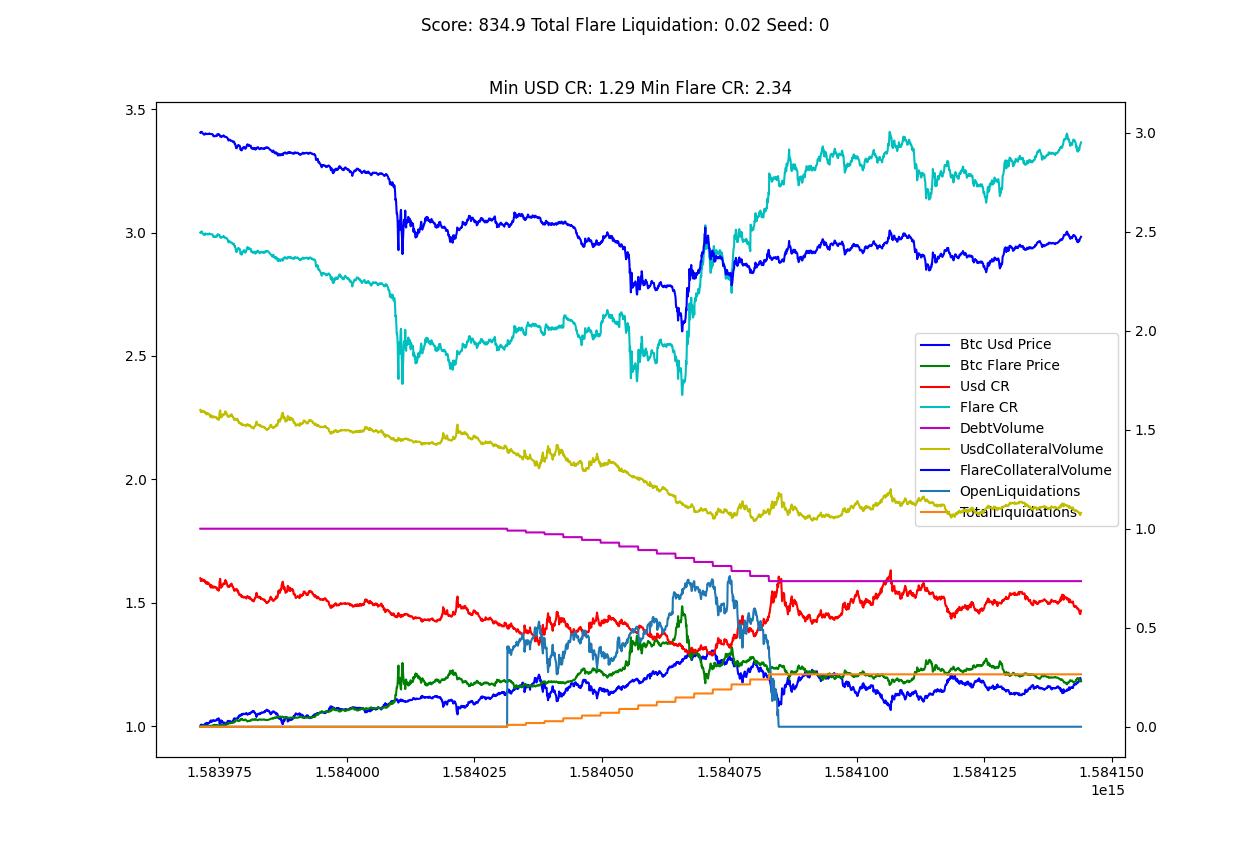 Score: 834.9 Total Flare Liquidation: 0.02 Seed: 0
Min USD CR: 1.29 Min Flare CR: 2.34
3.5
3.0
2.5
2.0
1.5
1.0
3.0
2.5
2.0
1.5
1.0
0.5
0.0
Btc Usd Price
Btc Flare Price
Usd CR
Flare CR
DebtVolume
UsdCollateralVolume
FlareCollateralVolume
OpenLiquidations
TotalLiquidations
1.583975 1.584000 1.584025 1.584050 1.584075 1.584100 1.584125 1.584150
1e15